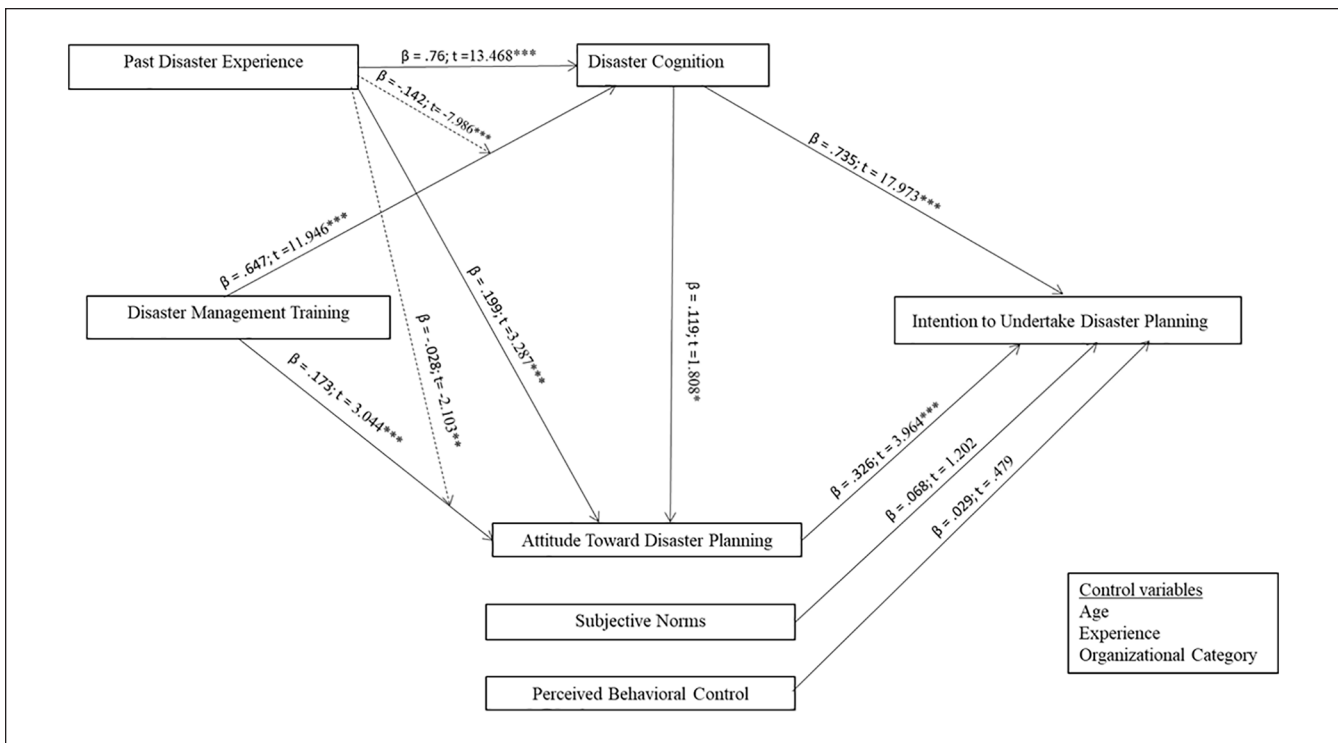 Past Disaster Experience
β = .76; t =13.468***
Disaster Cognition
β = -.142; t= -7.986***
β = .735; t = 17.973***
β = .647; t =11.946***
Disaster Management Training
β = .199; t =3.287***
β = -.028; t= -2.103**
β = .119; t =1.808*
Intention to Undertake Disaster Planning
β = .173; t = 3.044***
β = .326; t = 3.964***
β = .068; t = 1.202
β = .029; t = .479
Attitude Toward Disaster Planning
Subjective Norms
Perceived Behavioral Control
Control variables
Age
Experience
Organizational Category